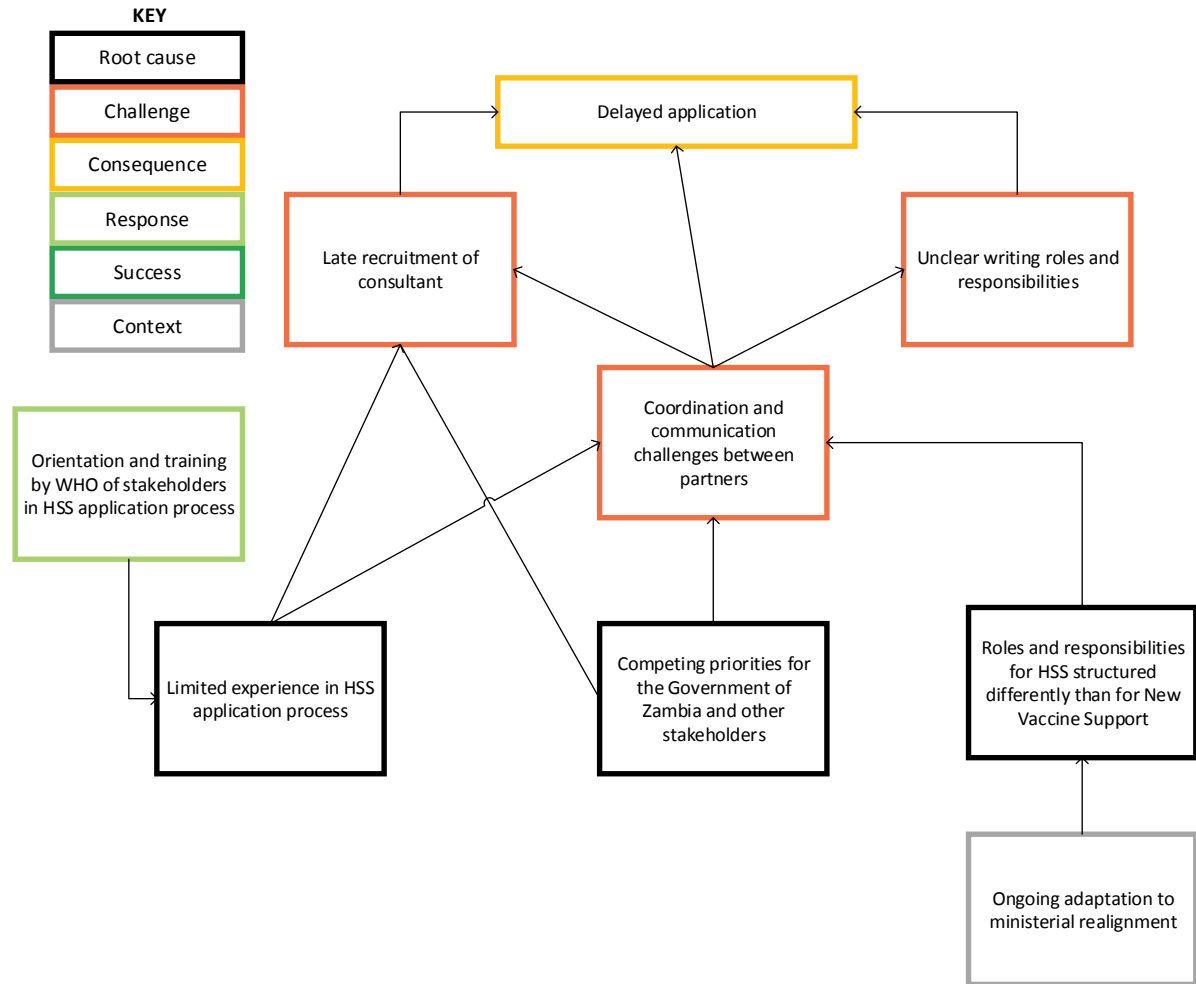 KEY
Root cause
Challenge
Consequence
Response
Success
Context
Delayed application
Late recruitment of
consultant
Unclear writing roles and
responsibilities
Coordination and
communication
challenges between
partners
Orientation and training
by WHO of stakeholders
in HSS application process
Limited experience in HSS
application process
Competing priorities for
the Government of
Zambia and other
stakeholders
Roles and responsibilities
for HSS structured
differently than for New
Vaccine Support
Ongoing adaptation to
ministerial realignment